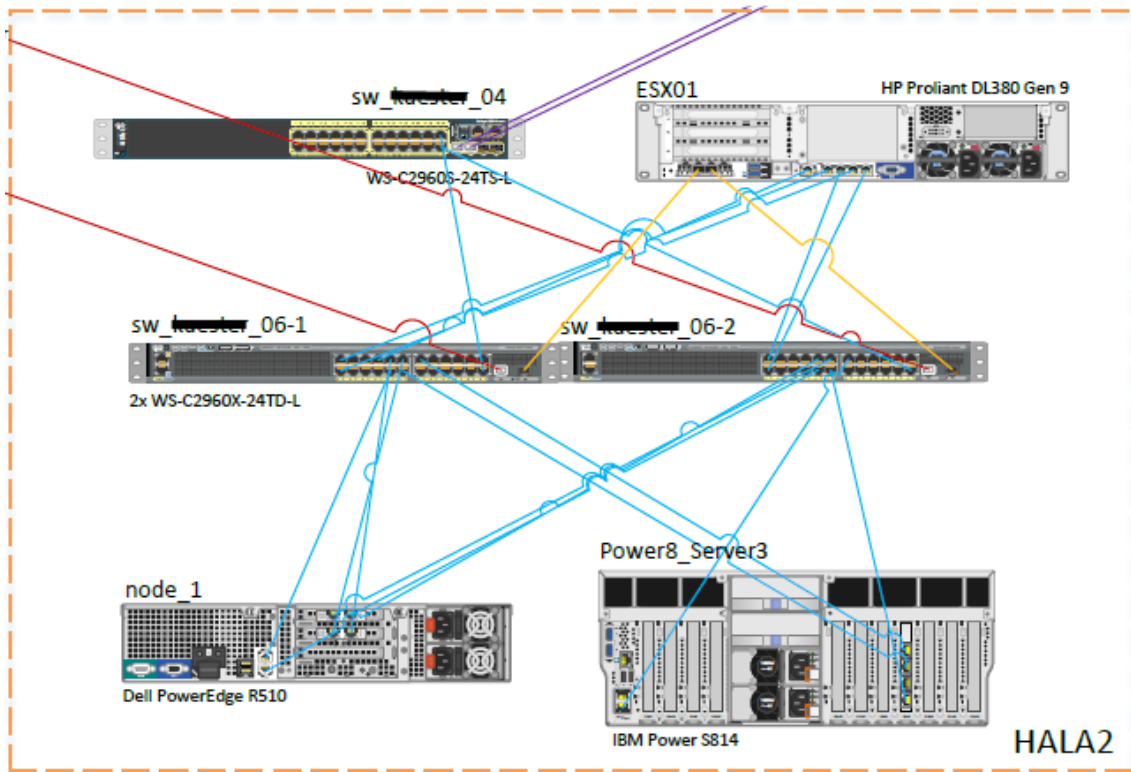 sw_ _04
ESX01
HP Proliant DL380 Gen 9
WS-C2960S-24TS-L
sw_ _06-1
sw_ _06-2
2x WS-C2960X-24TD-L
node_1
Power8_Server3
Dell PowerEdge R510
IBM Power S814
HALA2